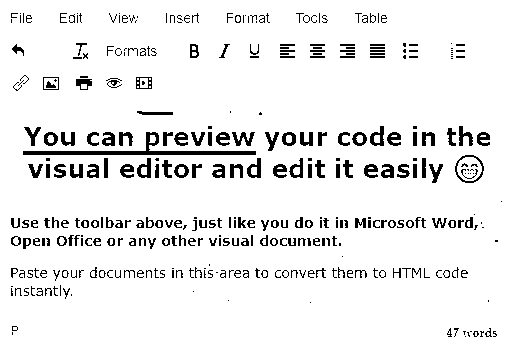 File Edit View Insert Format Tools Table
Formats B I U
You can preview your code in the
visual editor and edit it easily 😁
Use the toolbar above, just like you do it in Microsoft Word,
Open Office or any other visual document.
Paste your documents in this area to convert them to HTML code
instantly.
P 47 words